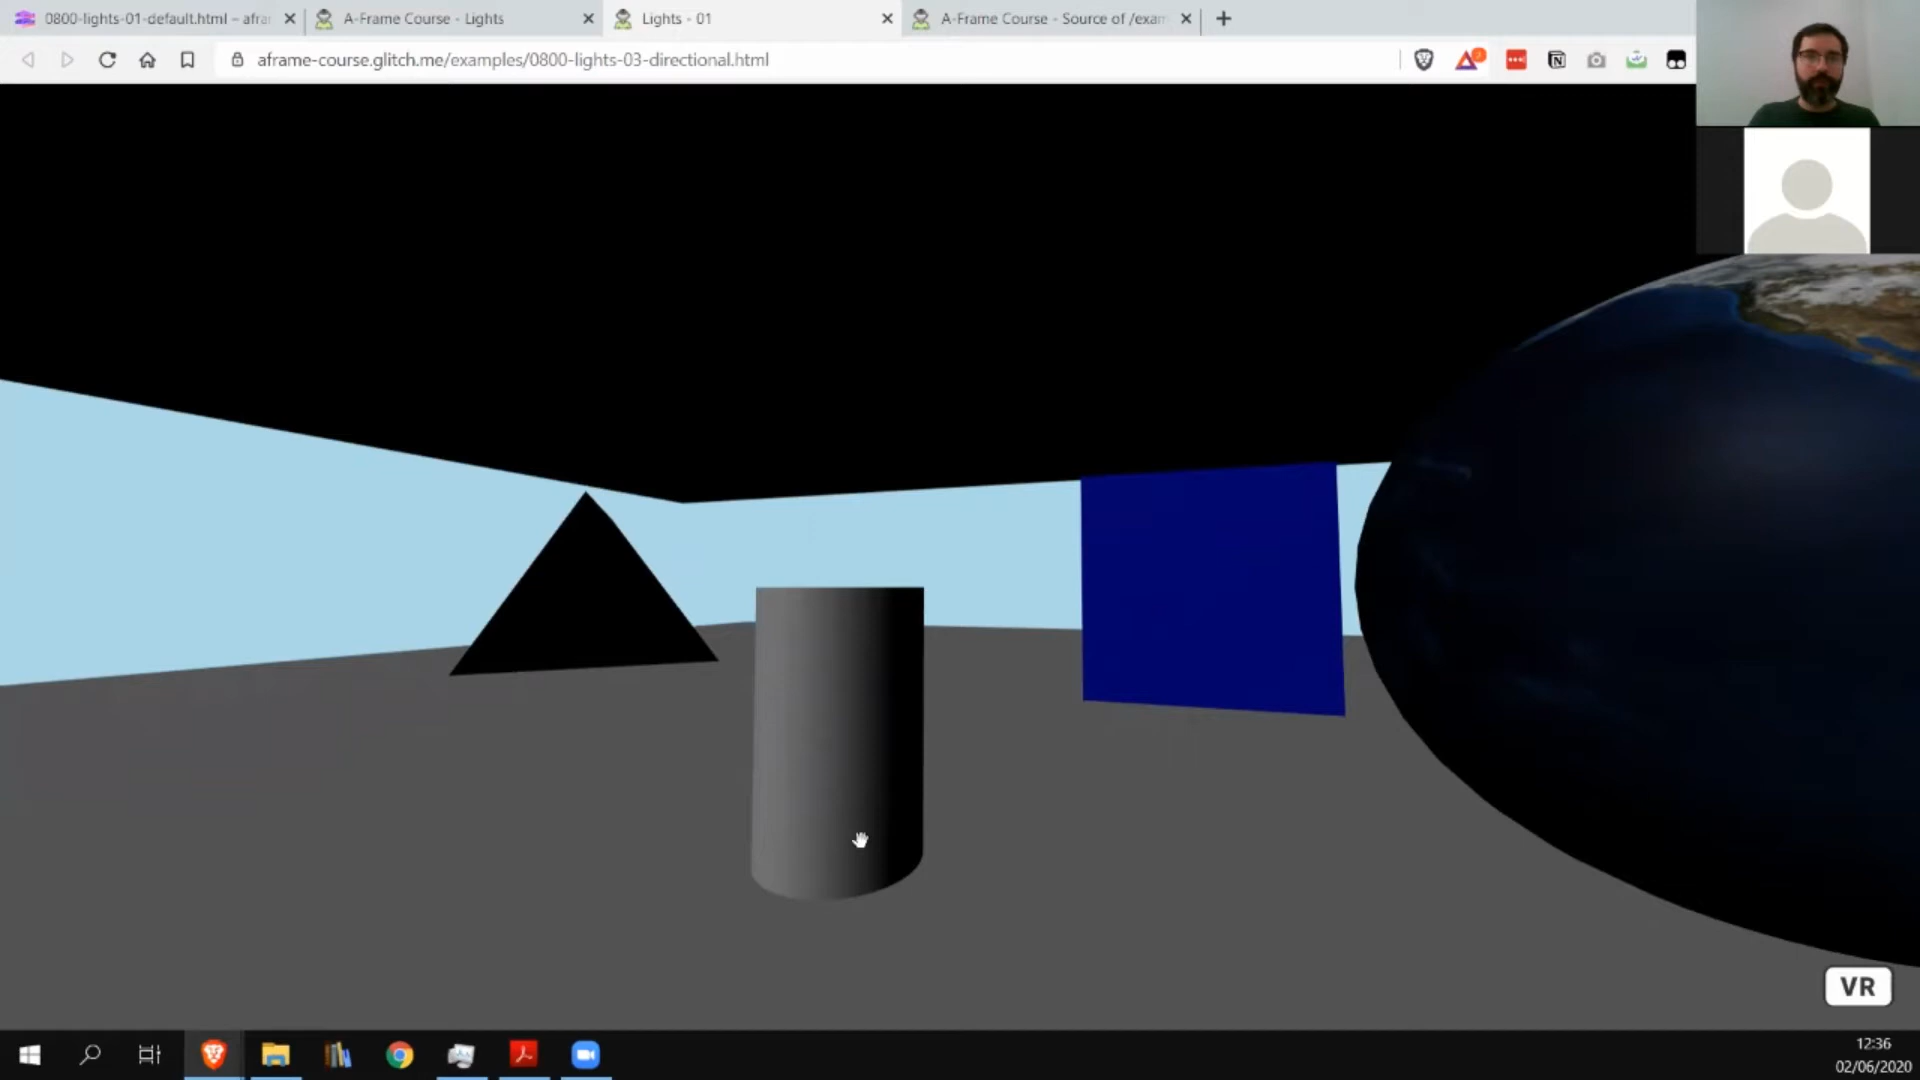 0800-lights-01-default.html – afra
A-Frame Course - Lights
Lights - 01
A-Frame Course - Source of /exam
aframe-course.glitch.me/examples/0800-lights-03-directional.html
VR
12:36
02/06/2020